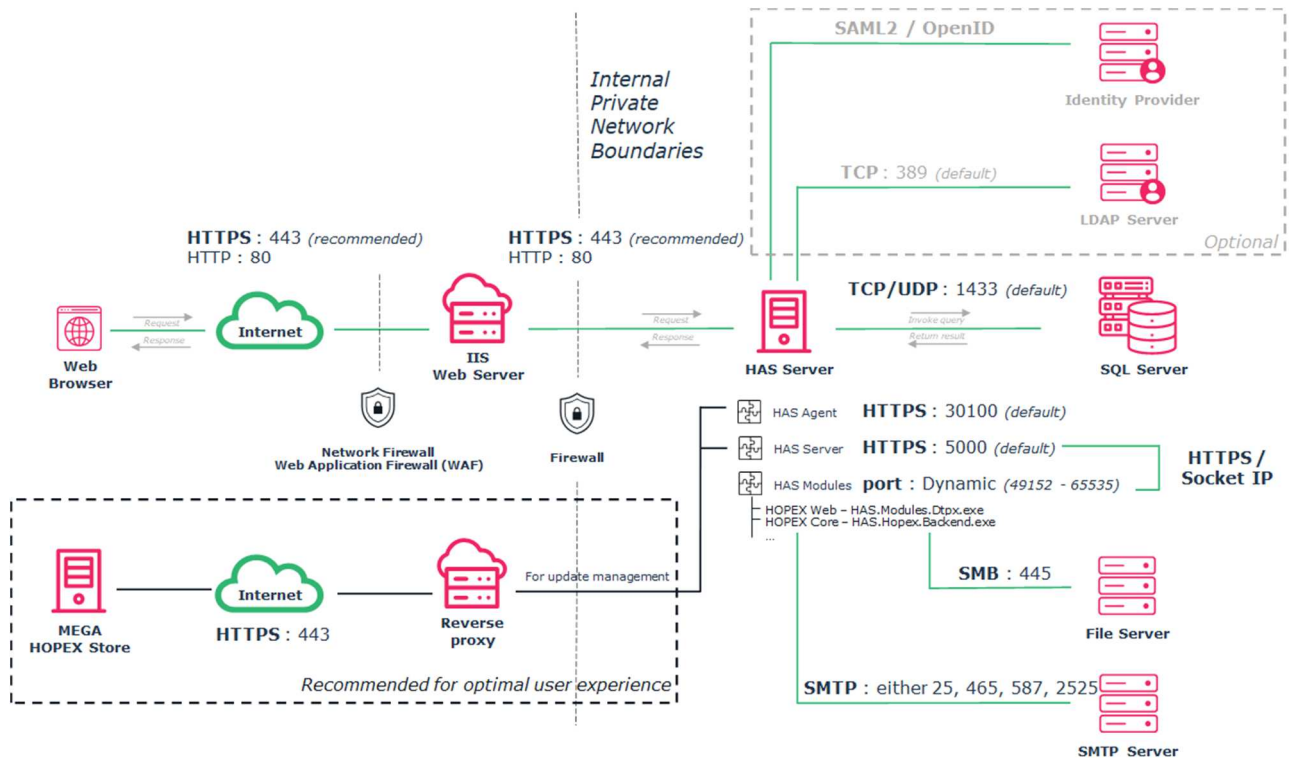 SAML2 / OpenID
Identity Provider
Internal
Private
Network
Boundaries
TCP : 389 (default)
LDAP Server
Optional
HTTPS : 443 (recommended)
HTTP : 80
HTTPS : 443 (recommended)
HTTP : 80
TCP/UDP : 1433 (default)
Request
Response
Internet
Request
Response
Invoke query
Return result
Web
Browser
IIS
Web Server
HAS Server
SQL Server
Network Firewall
Web Application Firewall (WAF)
Firewall
HAS Agent HTTPS : 30100 (default)
HAS Server HTTPS : 5000 (default)
HAS Modules port : Dynamic (49152 - 65535)
HTTPS /
Socket IP
HOPEX Web – HAS.Modules.Dtpx.exe
HOPEX Core – HAS.Hopex.Backend.exe
...
For update management
Internet
HTTPS : 443
MEGA
HOPEX Store
Reverse
proxy
SMB : 445
File Server
Recommended for optimal user experience
SMTP : either 25, 465, 587, 2525
SMTP Server